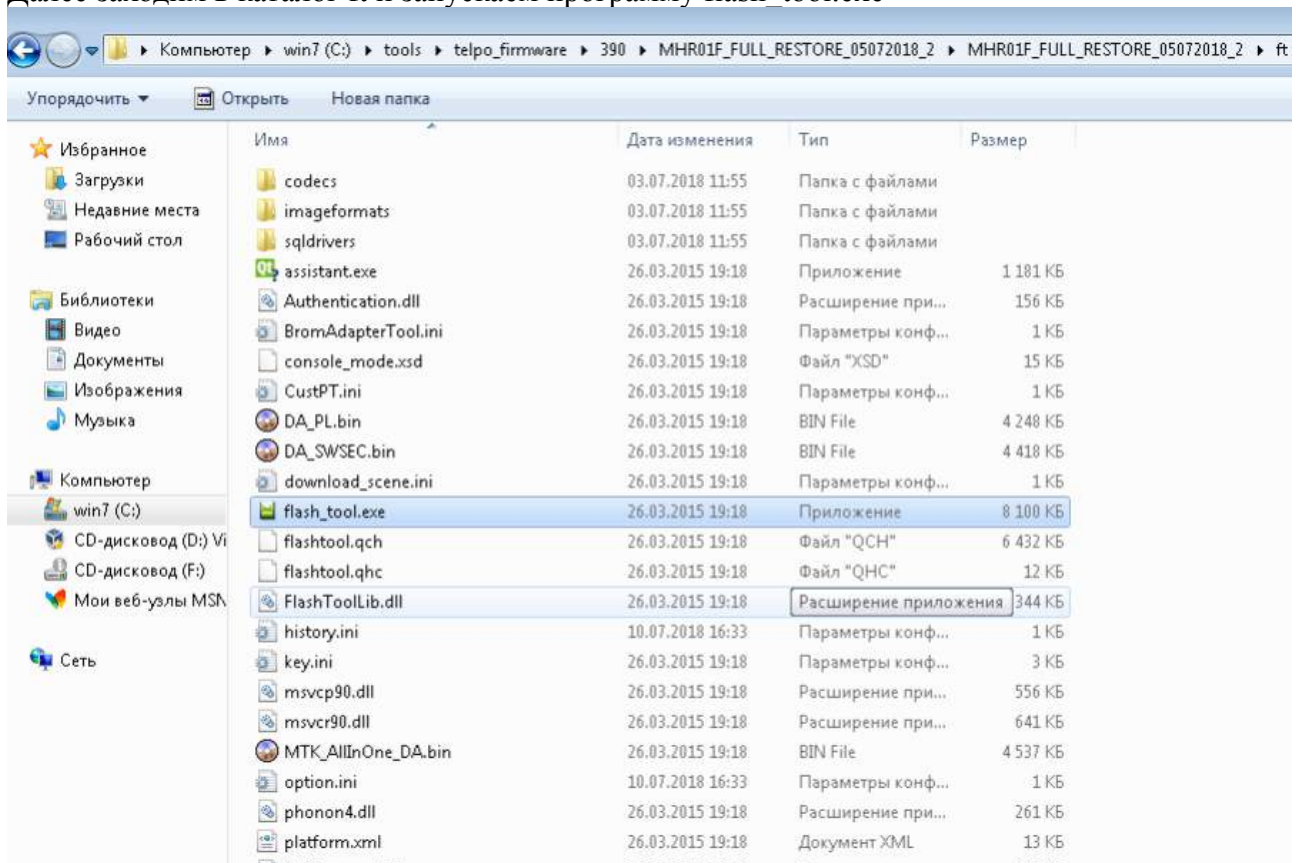 Далее заходим в каталог ft и запускаем программу flash_tool.exe
Компьютер ▸ win7 (C:) ▸ tools ▸ telpo_firmware ▸ 390 ▸ MHR01F_FULL_RESTORE_05072018_2 ▸ MHR01F_FULL_RESTORE_05072018_2 ▸ ft
Упорядочить Открыть Новая папка
Избранное
Загрузки
Недавние места
Рабочий стол
Библиотеки
Видео
Документы
Изображения
Музыка
Компьютер
win7 (C:)
CD-дисковод (D:) Vi
CD-дисковод (F:)
Мои веб-узлы MSN
Сеть
Имя Дата изменения Тип Размер
codecs 03.07.2018 11:55 Папка с файлами
imageformats 03.07.2018 11:55 Папка с файлами
sqldrivers 03.07.2018 11:55 Папка с файлами
assistant.exe 26.03.2015 19:18 Приложение 1 181 КБ
Authentication.dll 26.03.2015 19:18 Расширение при... 156 КБ
BromAdapterTool.ini 26.03.2015 19:18 Параметры конф... 1 КБ
console_mode.xsd 26.03.2015 19:18 Файл "XSD" 15 КБ
CustPT.ini 26.03.2015 19:18 Параметры конф... 1 КБ
DA_PL.bin 26.03.2015 19:18 BIN File 4 248 КБ
DA_SWSEC.bin 26.03.2015 19:18 BIN File 4 418 КБ
download_scene.ini 26.03.2015 19:18 Параметры конф... 1 КБ
flash_tool.exe 26.03.2015 19:18 Приложение 8 100 КБ
flashtool.qch 26.03.2015 19:18 Файл "QCH" 6 432 КБ
flashtool.qhc 26.03.2015 19:18 Файл "QHC" 12 КБ
FlashToolLib.dll 26.03.2015 19:18 Расширение приложения 344 КБ
history.ini 10.07.2018 16:33 Параметры конф... 1 КБ
key.ini 26.03.2015 19:18 Параметры конф... 3 КБ
msvcp90.dll 26.03.2015 19:18 Расширение при... 556 КБ
msvcr90.dll 26.03.2015 19:18 Расширение при... 641 КБ
MTK_AllInOne_DA.bin 26.03.2015 19:18 BIN File 4 537 КБ
option.ini 10.07.2018 16:33 Параметры конф... 1 КБ
phonon4.dll 26.03.2015 19:18 Расширение при... 261 КБ
platform.xml 26.03.2015 19:18 Документ XML 13 КБ